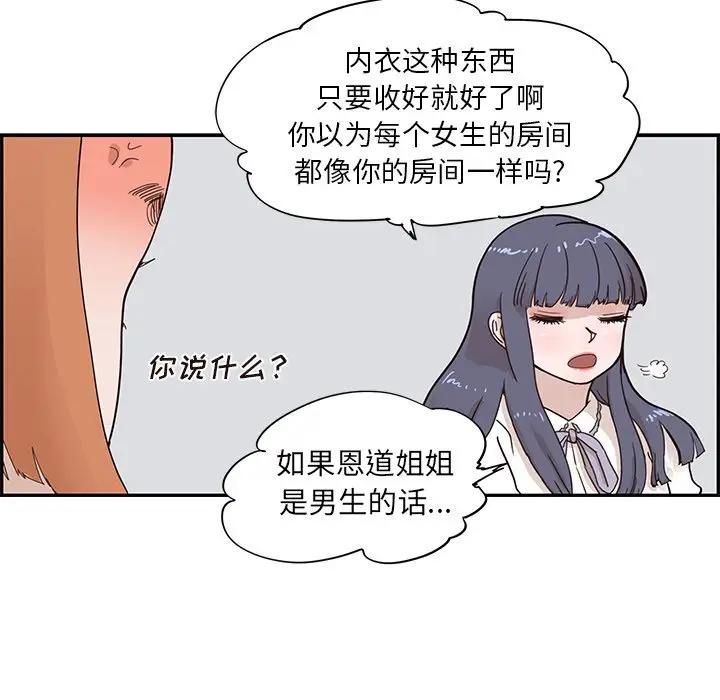 内衣这种东西
只要收好就好了啊
你以为每个女生的房间
都像你的房间一样吗?
你说什么?
如果恩道姐姐
是男生的话...